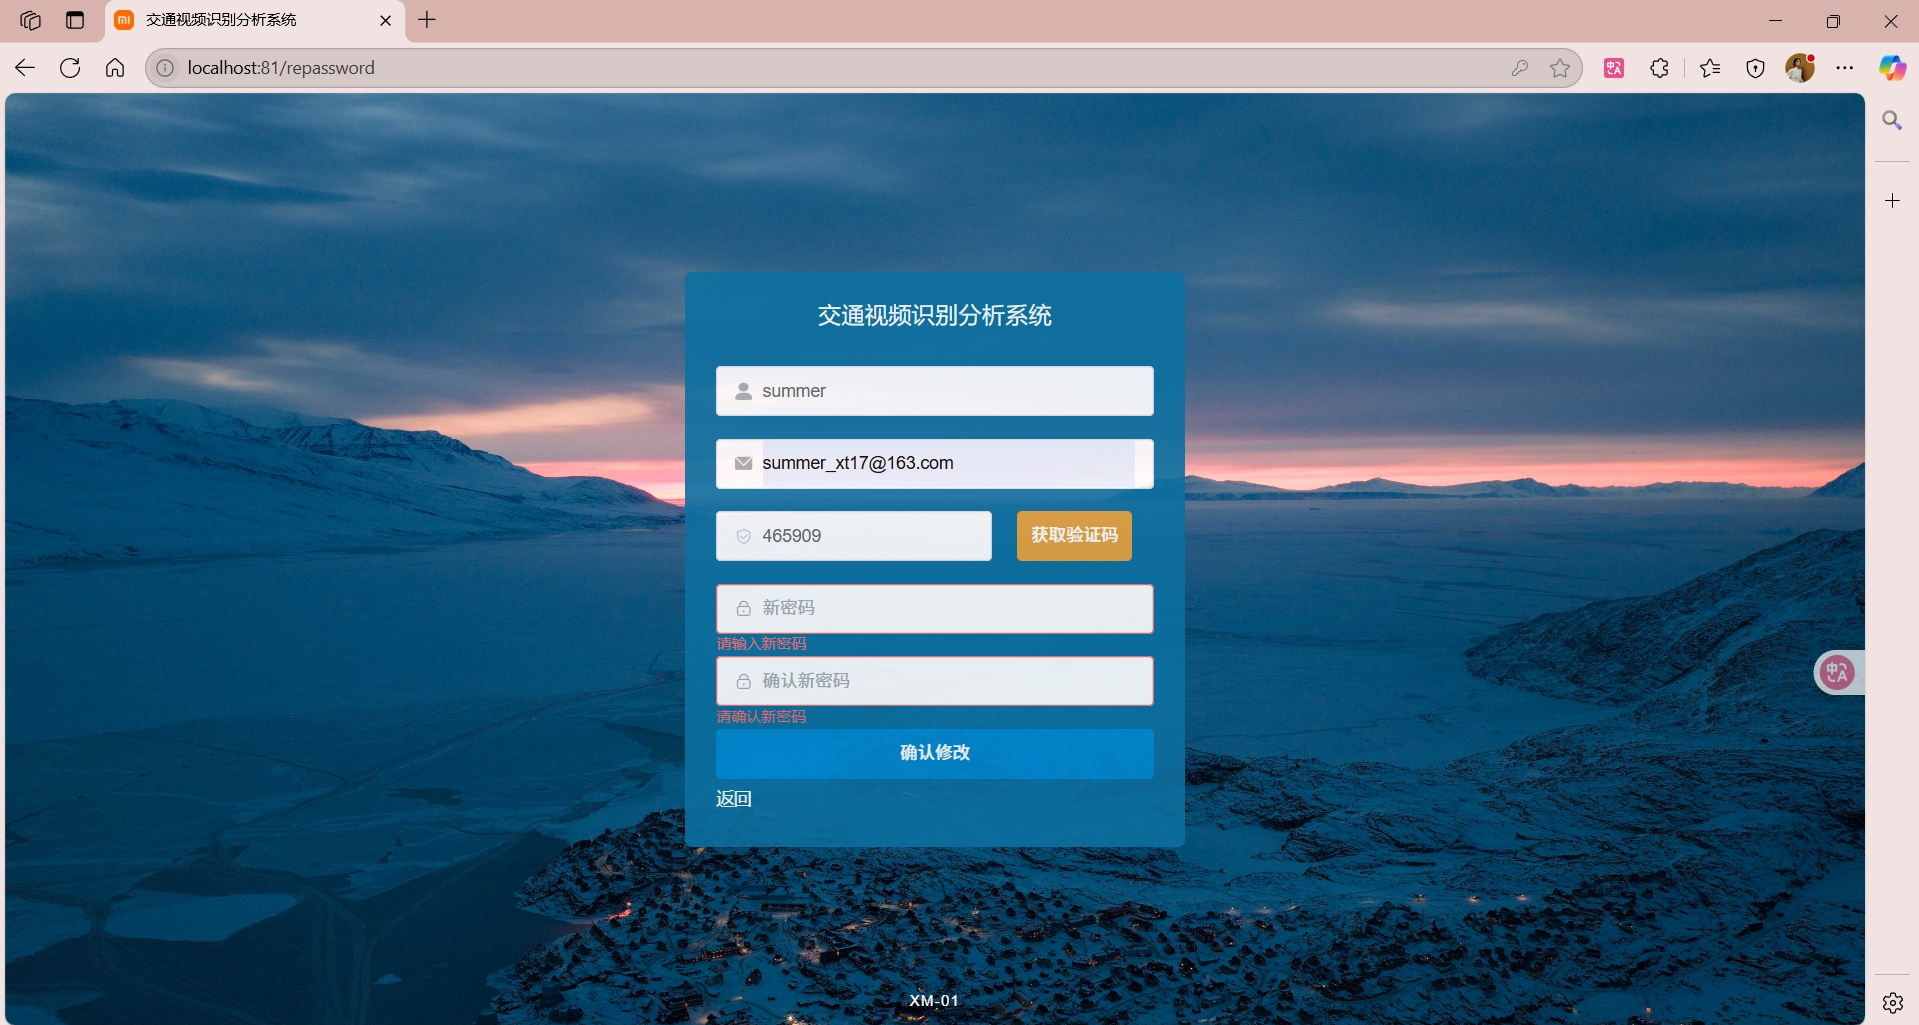 交通视频识别分析系统
localhost:81/repassword
交通视频识别分析系统
summer
summer_xt17@163.com
465909
获取验证码
新密码
请输入新密码
确认新密码
请确认新密码
确认修改
返回
XM-01